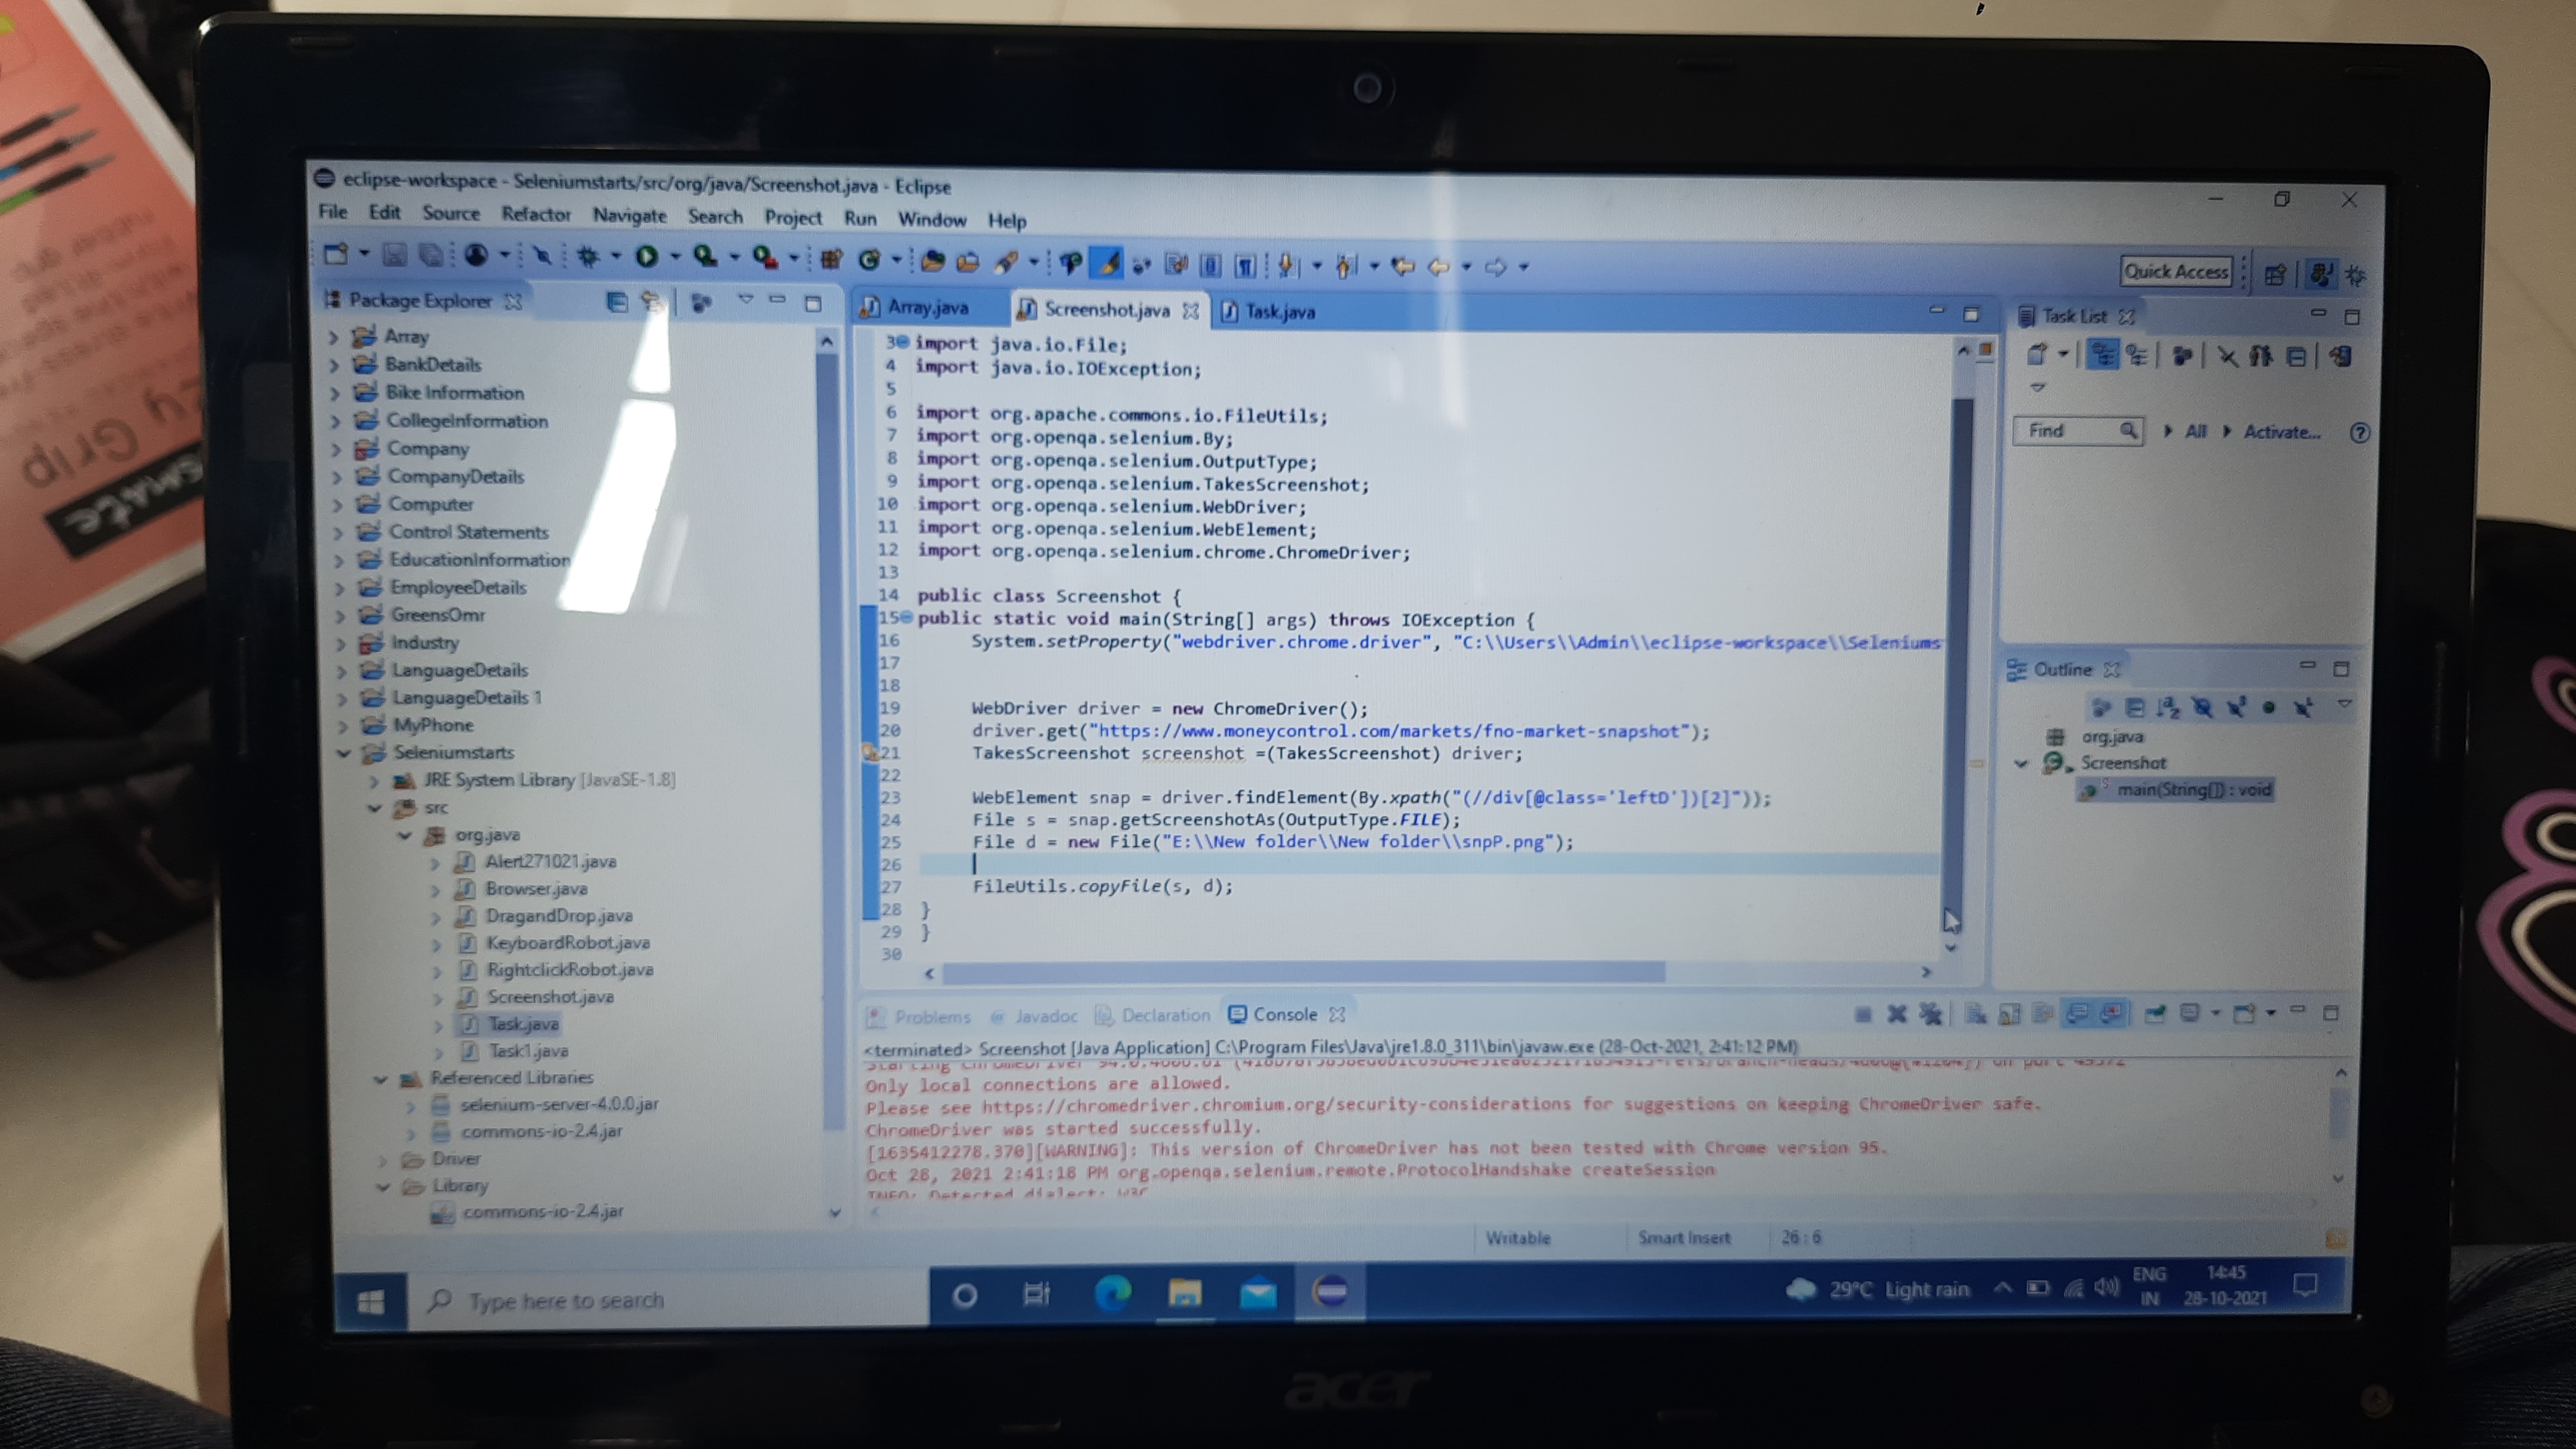 eclipse-workspace - Seleniumstarts/src/org/java/Screenshot.java - Eclipse
File Edit Source Refactor Navigate Search Project Run Window Help
Quick Access
Package Explorer
Array
BankDetails
Bike Information
CollegeInformation
Company
CompanyDetails
Computer
Control Statements
EducationInformation
EmployeeDetails
GreensOmr
Industry
LanguageDetails
LanguageDetails 1
MyPhone
Seleniumstarts
JRE System Library [JavaSE-1.8]
src
org.java
Alert271021.java
Browser.java
DragandDrop.java
KeyboardRobot.java
RightclickRobot.java
Screenshot.java
Task.java
Task1.java
Referenced Libraries
selenium-server-4.0.0.jar
commons-io-2.4.jar
Driver
Library
commons-io-2.4.jar
Array.java Screenshot.java Task.java
3 import java.io.File;
4 import java.io.IOException;
5
6 import org.apache.commons.io.FileUtils;
7 import org.openqa.selenium.By;
8 import org.openqa.selenium.OutputType;
9 import org.openqa.selenium.TakesScreenshot;
10 import org.openqa.selenium.WebDriver;
11 import org.openqa.selenium.WebElement;
12 import org.openqa.selenium.chrome.ChromeDriver;
13
14 public class Screenshot {
15 public static void main(String[] args) throws IOException {
16 System.setProperty("webdriver.chrome.driver", "C:\\Users\\Admin\\eclipse-workspace\\Seleniums
17
18
19 WebDriver driver = new ChromeDriver();
20 driver.get("https://www.moneycontrol.com/markets/fno-market-snapshot");
21 TakesScreenshot screenshot =(TakesScreenshot) driver;
22
23 WebElement snap = driver.findElement(By.xpath("(//div[@class='leftD'])[2]"));
24 File s = snap.getScreenshotAs(OutputType.FILE);
25 File d = new File("E:\\New folder\\New folder\\snpP.png");
26
27 FileUtils.copyFile(s, d);
28 }
29 }
30
Task List
Find All Activate...
Outline
org.java
Screenshot
main(String[]) : void
Problems Javadoc Declaration Console
<terminated> Screenshot [Java Application] C:\Program Files\Java\jre1.8.0_311\bin\javaw.exe (28-Oct-2021, 2:41:12 PM)
Only local connections are allowed.
Please see https://chromedriver.chromium.org/security-considerations for suggestions on keeping ChromeDriver safe.
ChromeDriver was started successfully.
[1635412278.370][WARNING]: This version of ChromeDriver has not been tested with Chrome version 95.
Oct 28, 2021 2:41:18 PM org.openqa.selenium.remote.ProtocolHandshake createSession
INFO: Detected dialect: W3C
Writable Smart Insert 26 : 6
Type here to search
29°C Light rain
ENG
IN
14:45
28-10-2021
acer
Grip